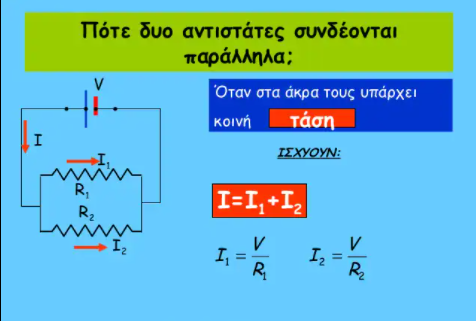 Πότε δυο αντιστάτες συνδέονται
παράλληλα;
Όταν στα άκρα τους υπάρχει
κοινή τάση
ΙΣΧΥΟΥΝ:
V
I
I₁
R₁
R₂
I₂
I=I₁+I₂
I₁ = V/R₁ I₂ = V/R₂